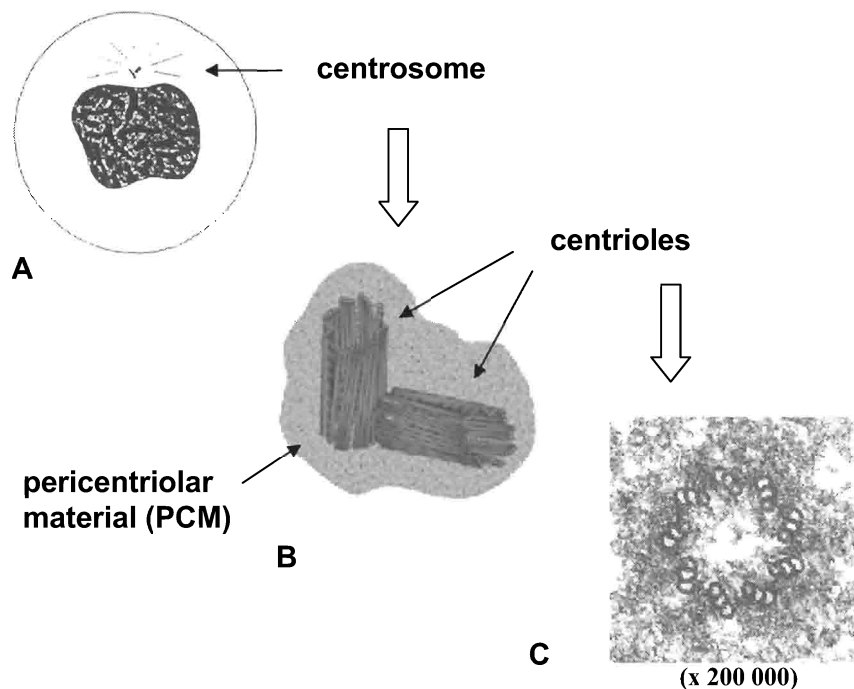 centrosome
A
centrioles
pericentriolar
material (PCM)
B
C
(x 200 000)